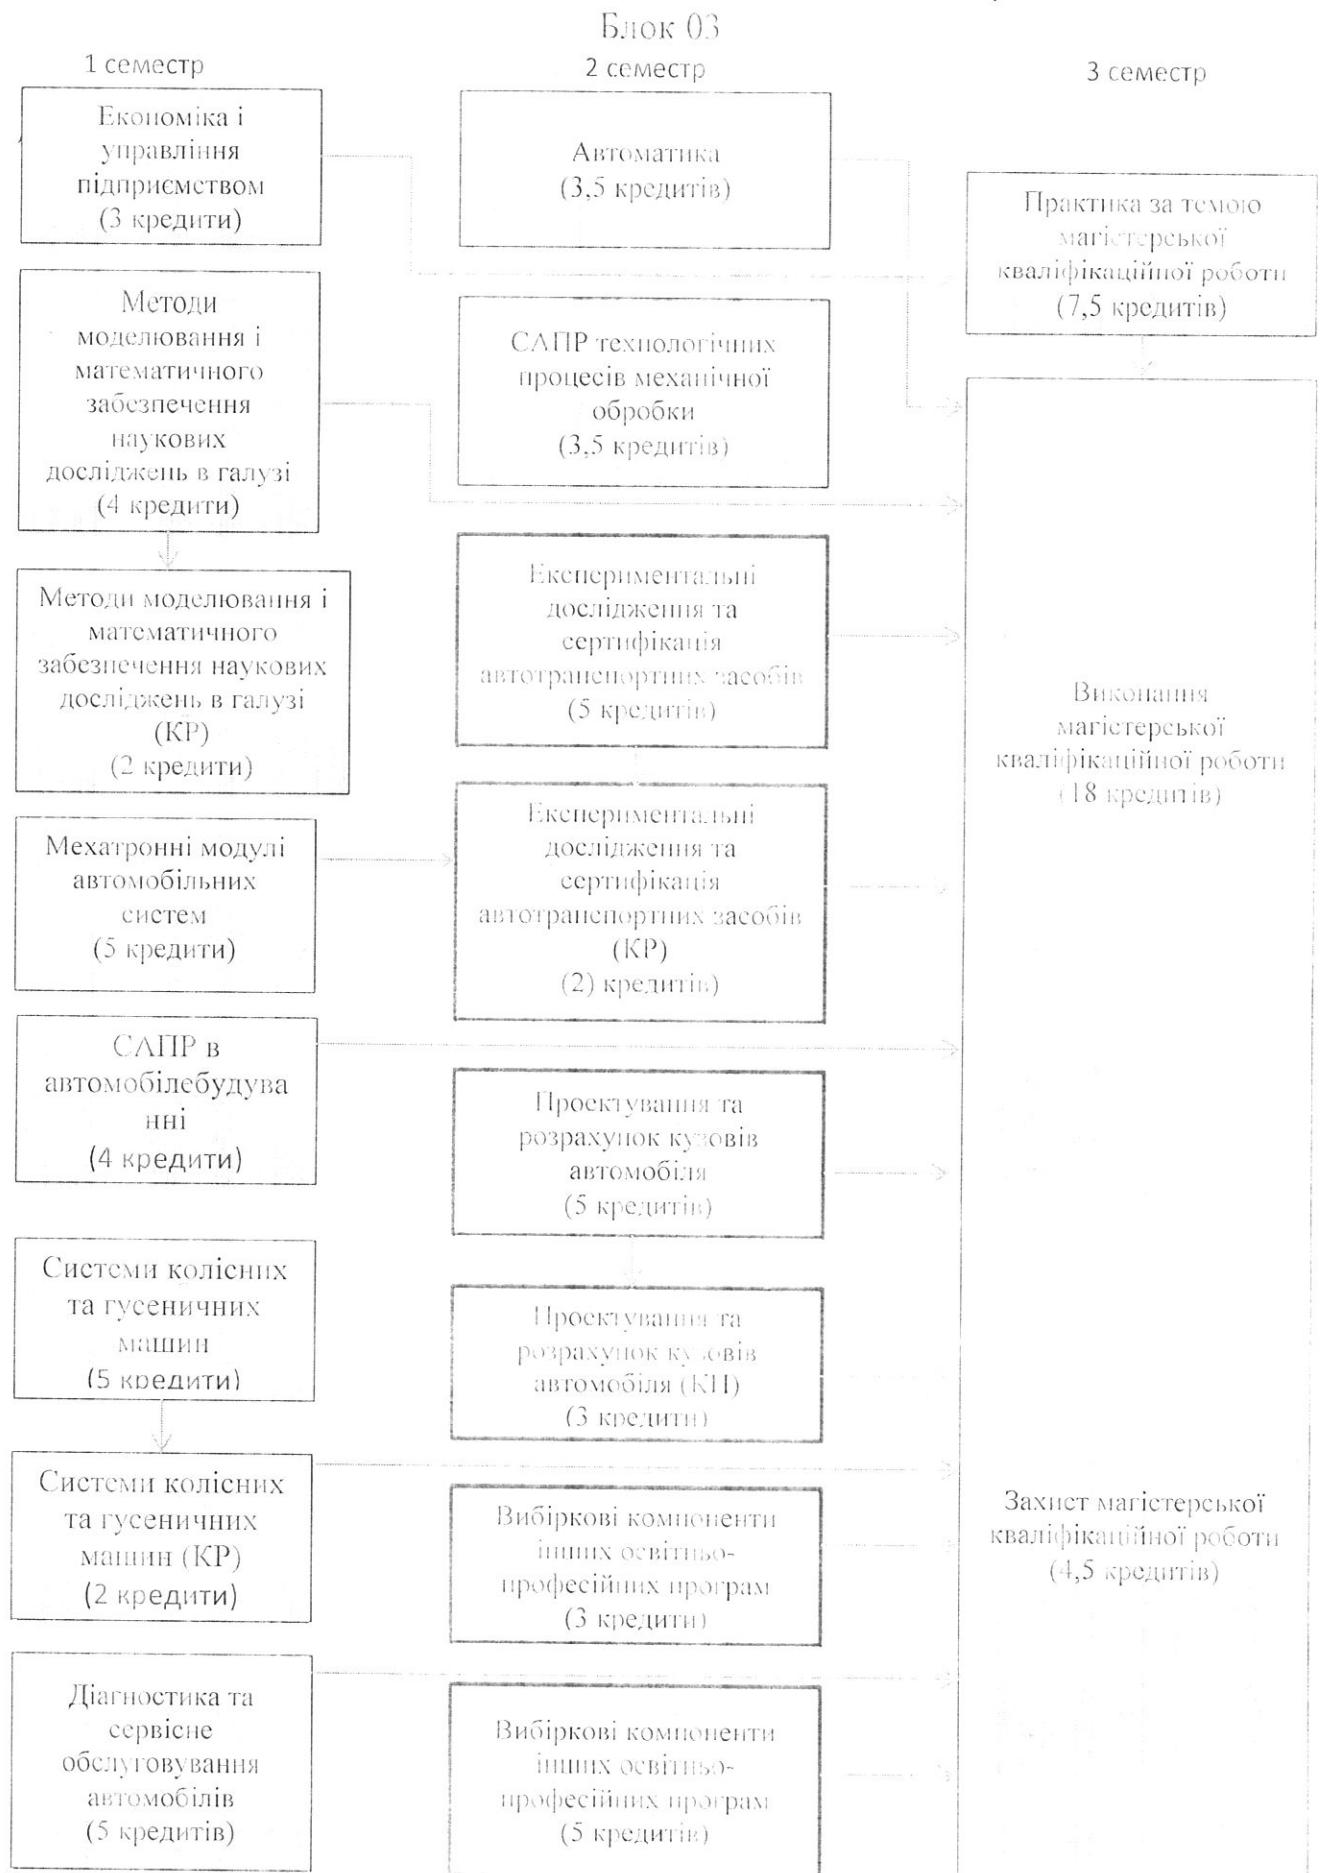 Блок 03
1 семестр
Економіка і
управління
підприємством
(3 кредити)
Методи
моделювання і
математичного
забезпечення
наукових
досліджень в галузі
(4 кредити)
Методи моделювання і
математичного
забезпечення наукових
досліджень в галузі
(КР)
(2 кредити)
Мехатронні модулі
автомобільних
систем
(5 кредити)
САПР в
автомобілебудува
нні
(4 кредити)
Системи колісних
та гусеничних
машин
(5 кредити)
Системи колісних
та гусеничних
машин (КР)
(2 кредити)
Діагностика та
сервісне
обслуговування
автомобілів
(5 кредитів)
2 семестр
Автоматика
(3,5 кредитів)
САПР технологічних
процесів механічної
обробки
(3,5 кредитів)
Експериментальні
дослідження та
сертифікація
автотранспортних засобів
(5 кредитів)
Експериментальні
дослідження та
сертифікація
автотранспортних засобів
(КР)
(2) кредитів)
Проектування та
розрахунок кузовів
автомобіля
(5 кредитів)
Проектування та
розрахунок кузовів
автомобіля (КП)
(3 кредити)
Вибіркові компоненти
інших освітньо-
професійних програм
(3 кредити)
Вибіркові компоненти
інших освітньо-
професійних програм
(5 кредитів)
3 семестр
Практика за темою
магістерської
кваліфікаційної роботи
(7,5 кредитів)
Виконання
магістерської
кваліфікаційної роботи
(18 кредитів)
Захист магістерської
кваліфікаційної роботи
(4,5 кредитів)